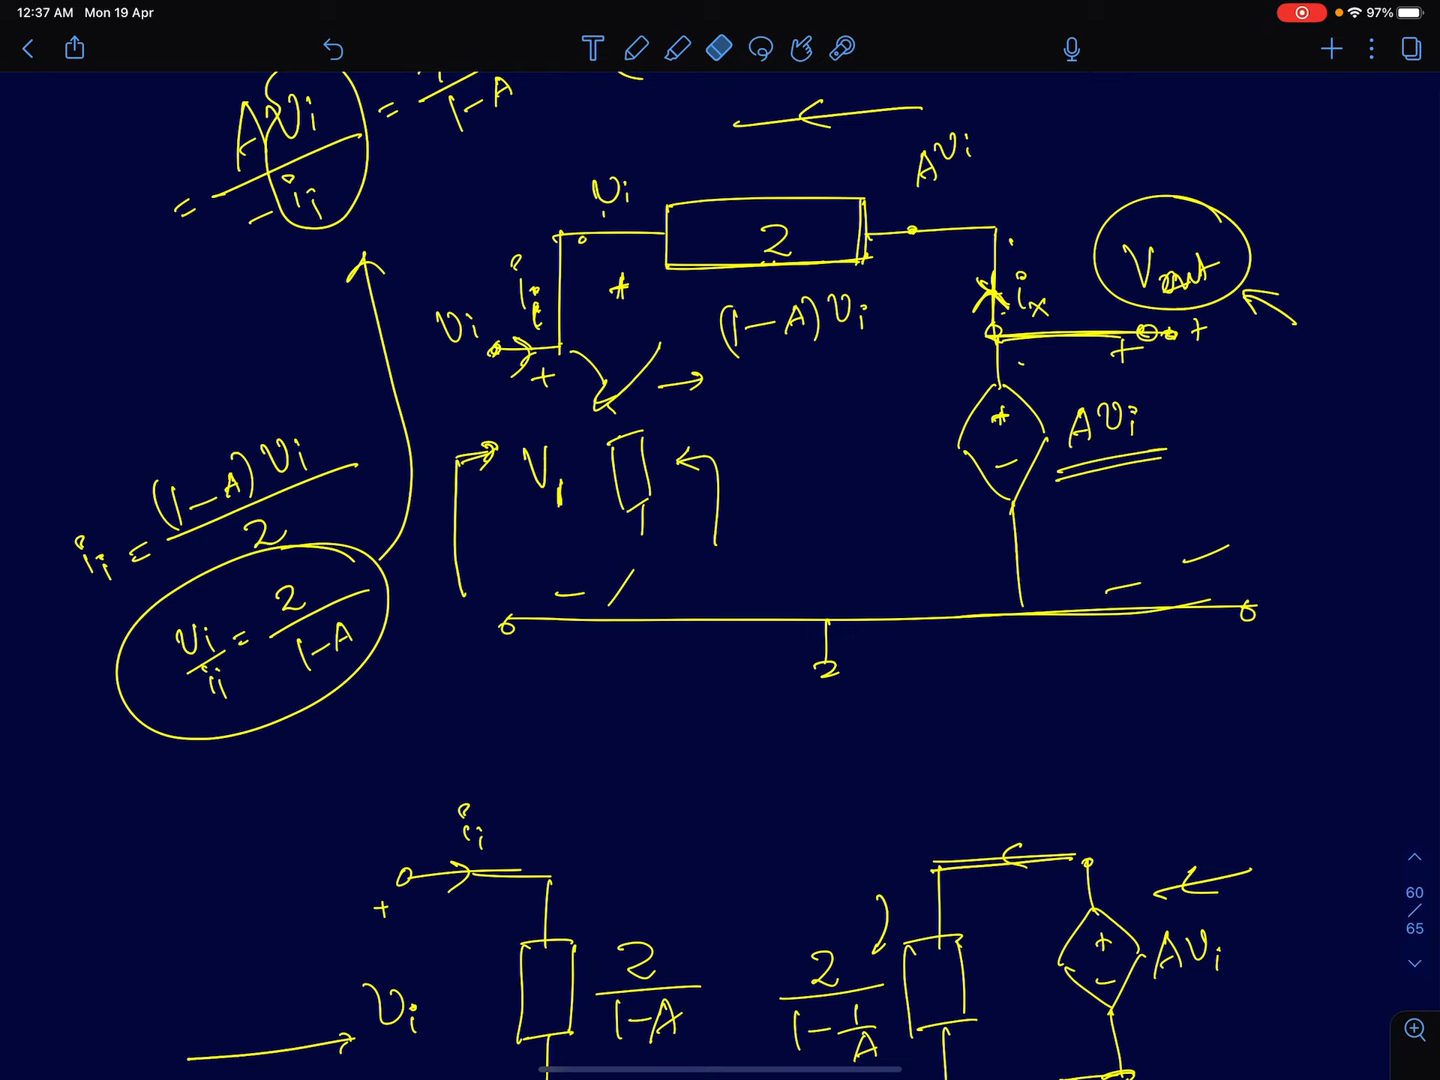 12:37 AM Mon 19 Apr
97%
= AVi / -ii = 1-A
AVi
Vi
2
Vout
ii
ix
Vi
(1-A)Vi
+
+
+
+
-
AVi
V1
ii = (1-A)Vi / 2
Vi/ii = 2 / 1-A
-
-
ii
+
Vi
2 / 1-A
2 / 1-1/A
+
-
AVi
60
/
65